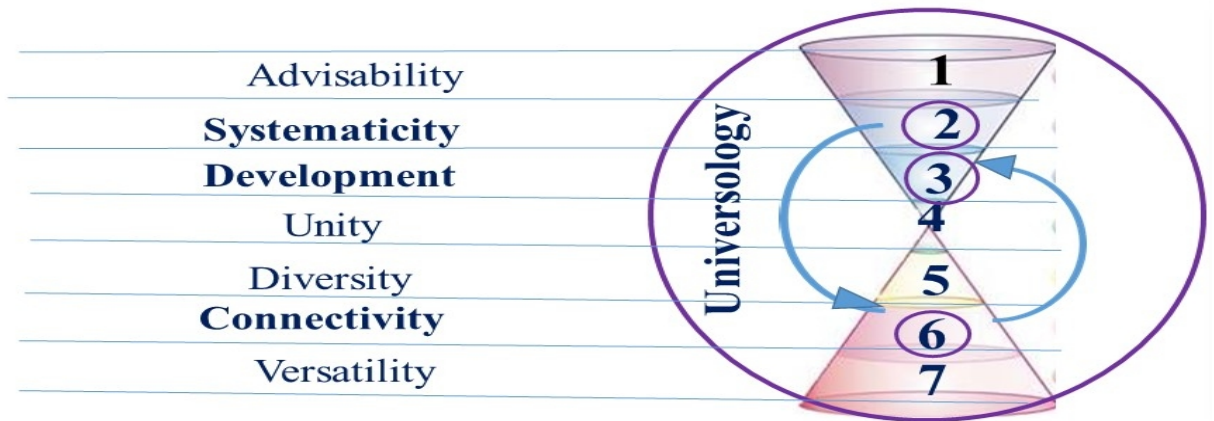 Advisability
Systematicity
Development
Unity
Diversity
Connectivity
Versatility
Universology
1
2
3
4
5
6
7